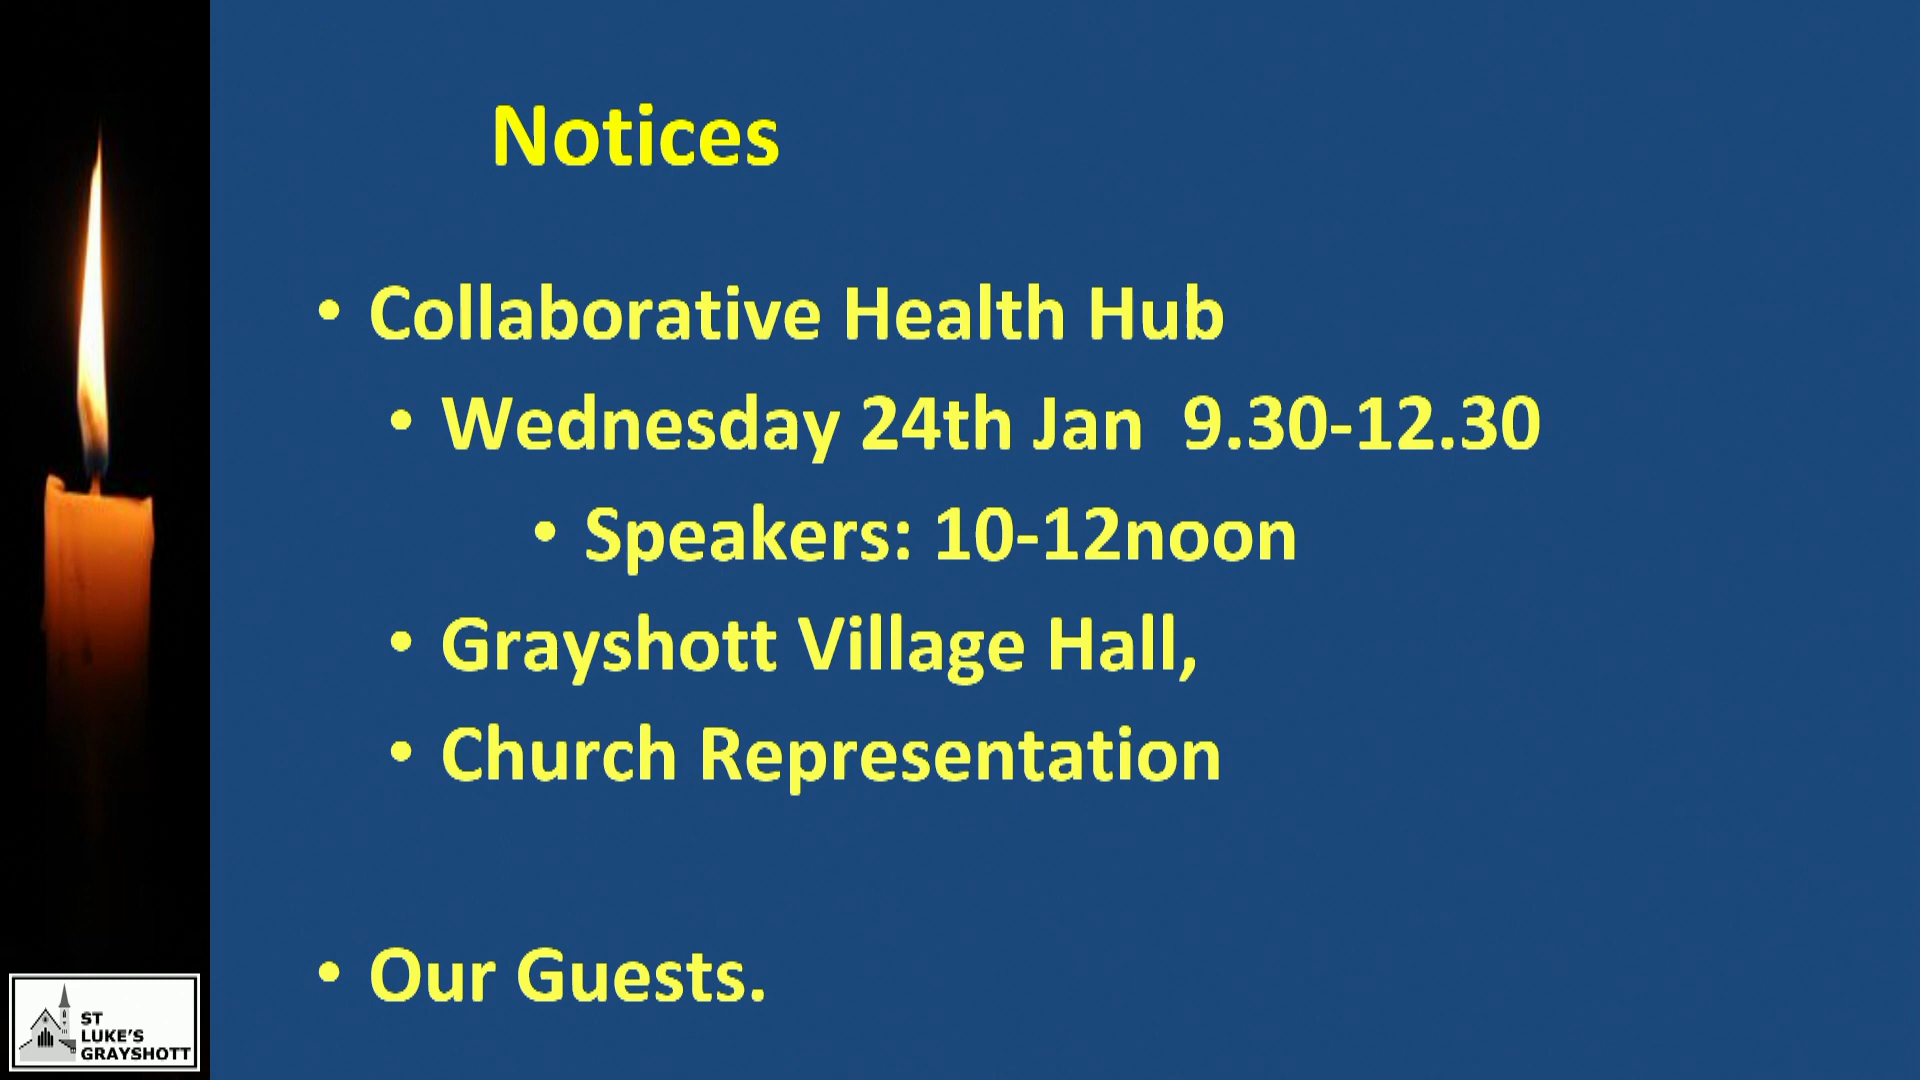 Notices
• Collaborative Health Hub
• Wednesday 24th Jan  9.30-12.30
• Speakers: 10-12noon
• Grayshott Village Hall,
• Church Representation
• Our Guests.
ST
LUKE'S
GRAYSHOTT